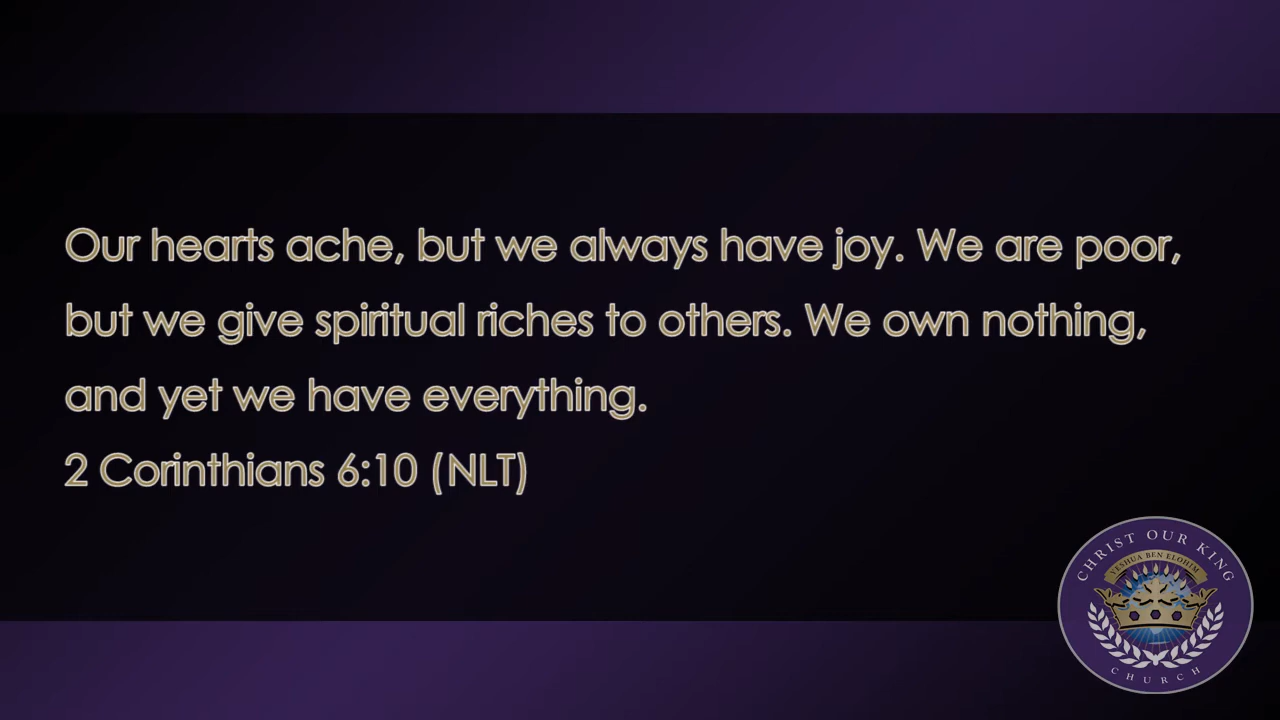 Our hearts ache, but we always have joy. We are poor,
but we give spiritual riches to others. We own nothing,
and yet we have everything.
2 Corinthians 6:10 (NLT)
CHRIST OUR KING
YESHUA BEN ELOHIM
CHURCH